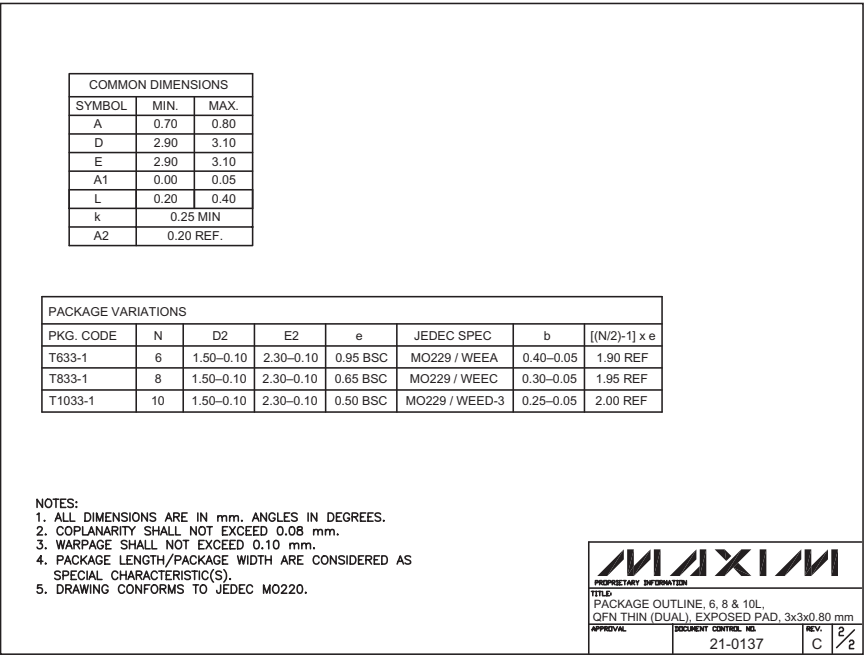 COMMON DIMENSIONS
SYMBOL MIN. MAX.
A 0.70 0.80
D 2.90 3.10
E 2.90 3.10
A1 0.00 0.05
L 0.20 0.40
k 0.25 MIN
A2 0.20 REF.
PACKAGE VARIATIONS
PKG. CODE N D2 E2 e JEDEC SPEC b [(N/2)-1] x e
T633-1 6 1.50–0.10 2.30–0.10 0.95 BSC MO229 / WEEA 0.40–0.05 1.90 REF
T833-1 8 1.50–0.10 2.30–0.10 0.65 BSC MO229 / WEEC 0.30–0.05 1.95 REF
T1033-1 10 1.50–0.10 2.30–0.10 0.50 BSC MO229 / WEED-3 0.25–0.05 2.00 REF
NOTES:
1. ALL DIMENSIONS ARE IN mm. ANGLES IN DEGREES.
2. COPLANARITY SHALL NOT EXCEED 0.08 mm.
3. WARPAGE SHALL NOT EXCEED 0.10 mm.
4. PACKAGE LENGTH/PACKAGE WIDTH ARE CONSIDERED AS
SPECIAL CHARACTERISTIC(S).
5. DRAWING CONFORMS TO JEDEC MO220.
MAXIM
PROPRIETARY INFORMATION
TITLE:
PACKAGE OUTLINE, 6, 8 & 10L,
QFN THIN (DUAL), EXPOSED PAD, 3x3x0.80 mm
APPROVAL DOCUMENT CONTROL NO. REV.
21-0137 C 2/2